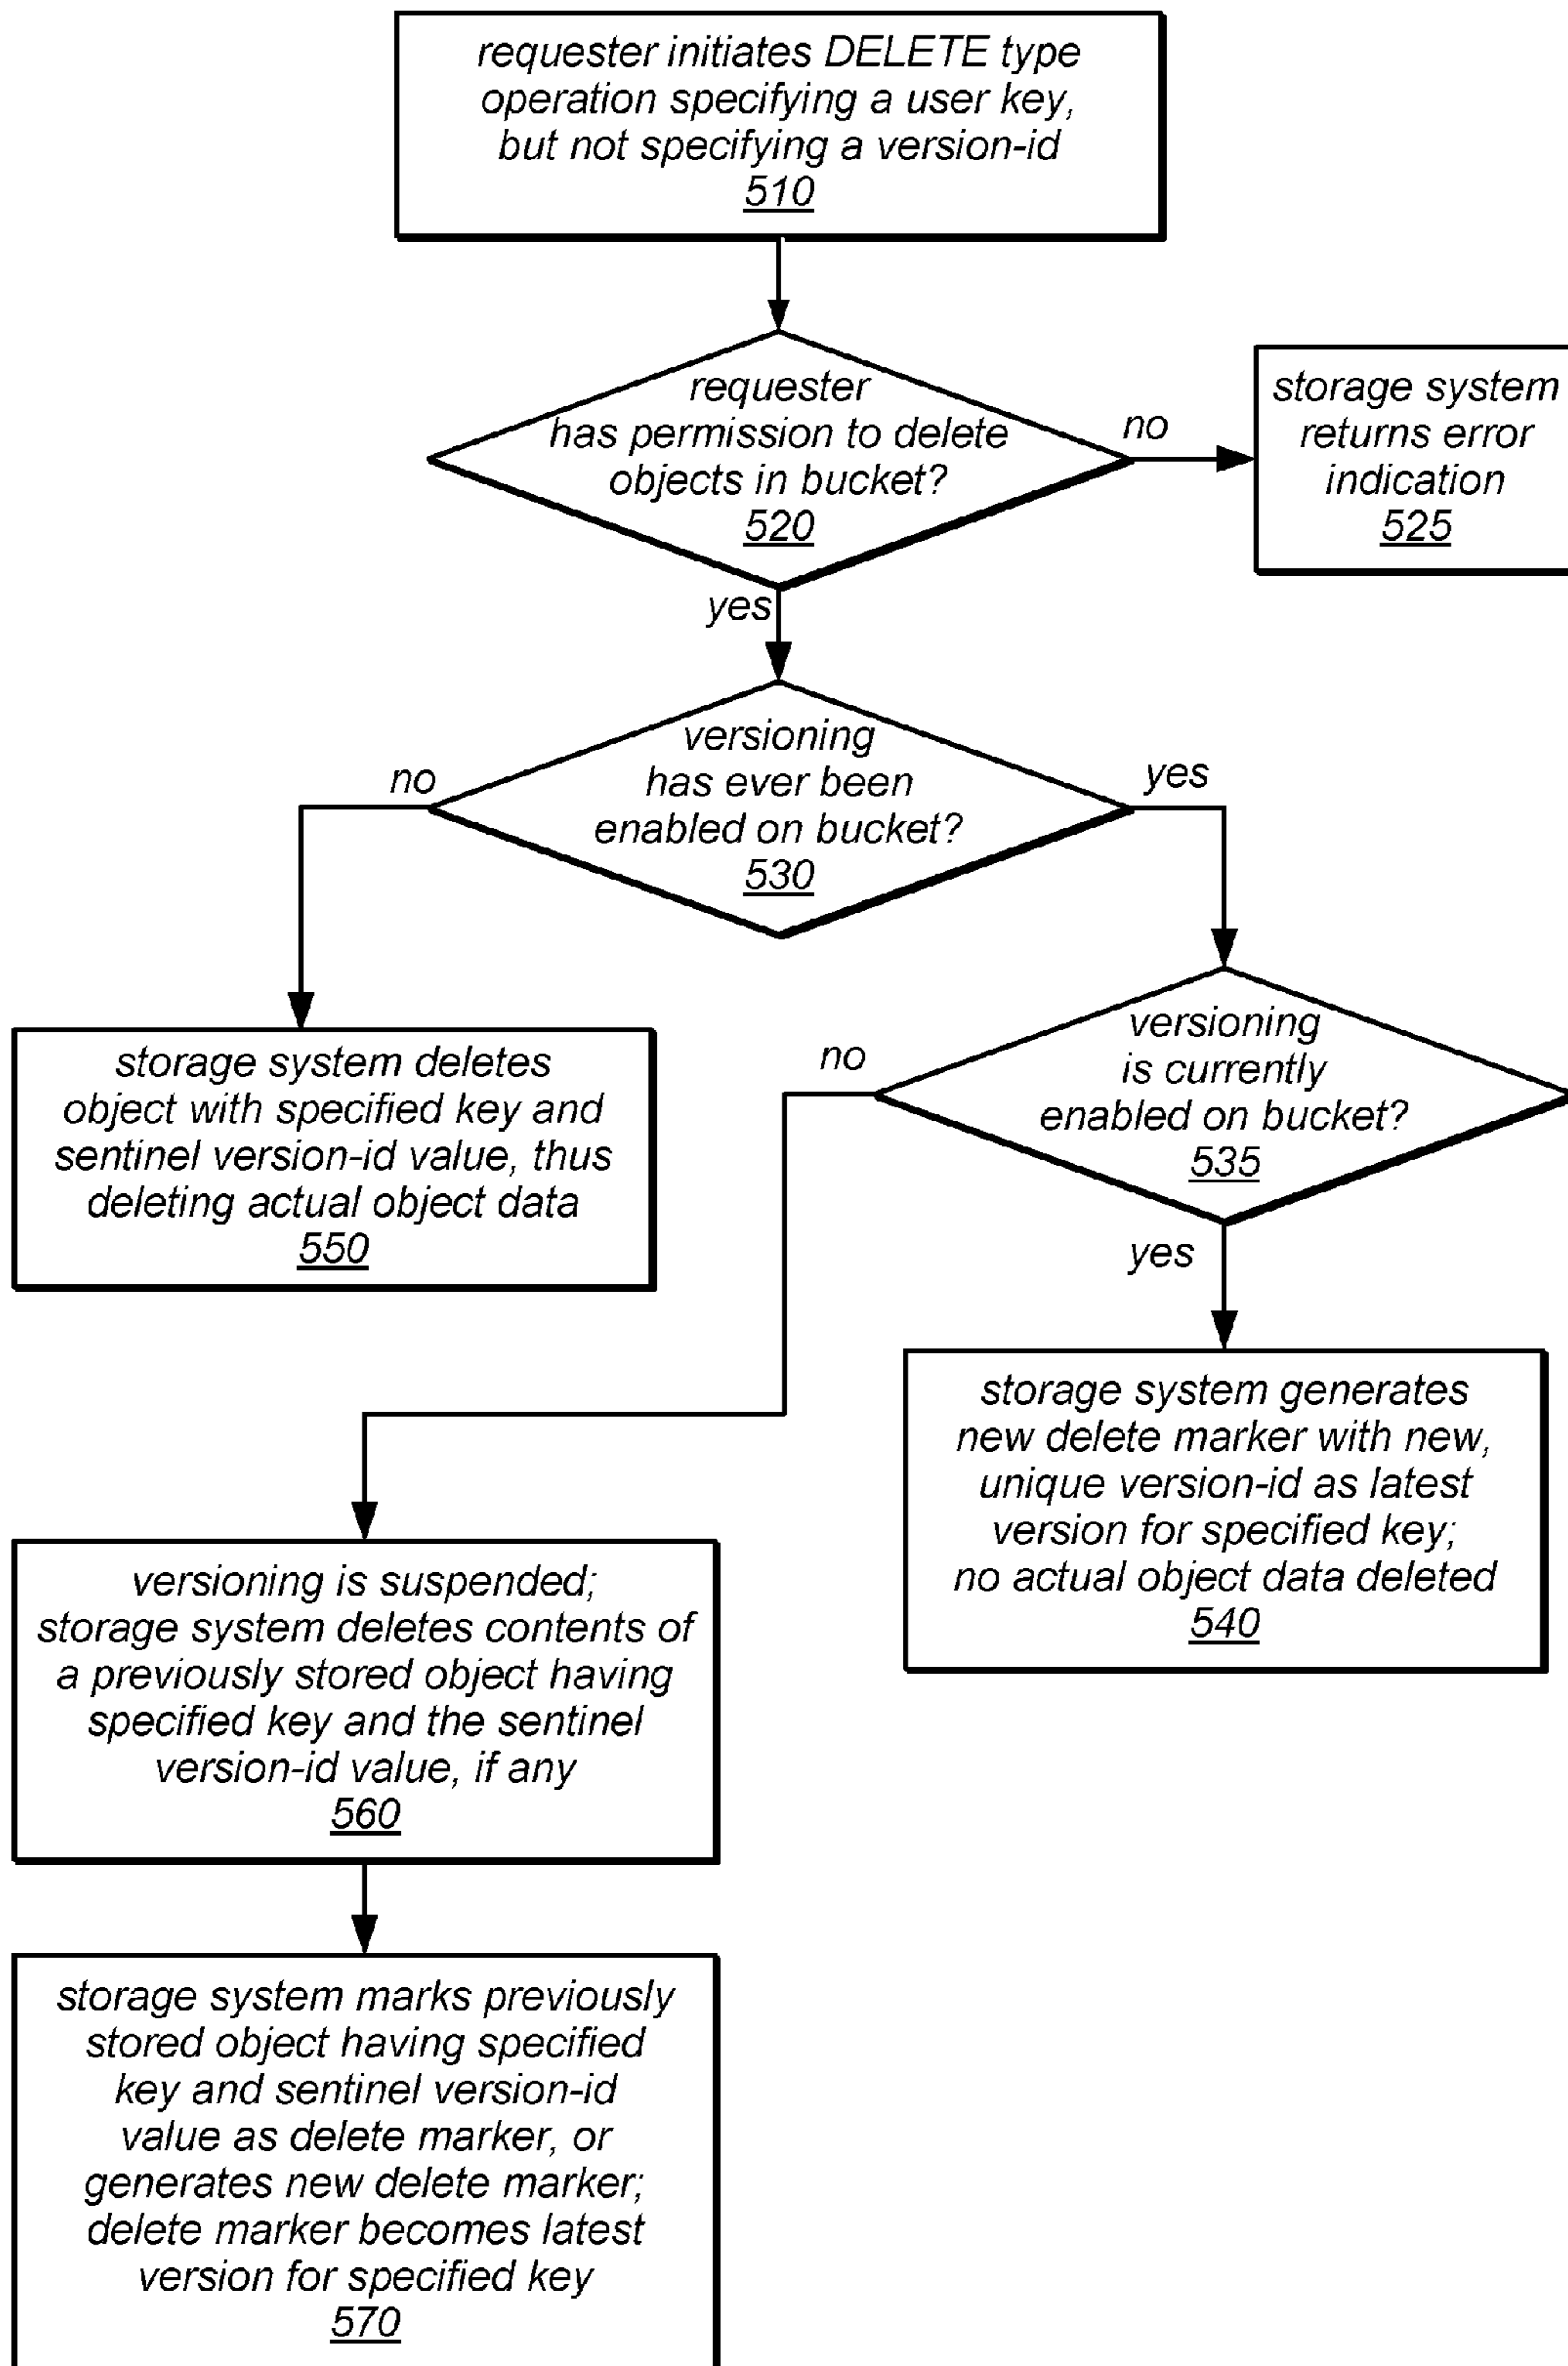 requester initiates DELETE type
operation specifying a user key,
but not specifying a version-id
510
requester
has permission to delete
objects in bucket?
520
no
storage system
returns error
indication
525
yes
versioning
has ever been
enabled on bucket?
530
no
yes
storage system deletes
object with specified key and
sentinel version-id value, thus
deleting actual object data
550
versioning
is currently
enabled on bucket?
535
no
yes
storage system generates
new delete marker with new,
unique version-id as latest
version for specified key;
no actual object data deleted
540
versioning is suspended;
storage system deletes contents of
a previously stored object having
specified key and the sentinel
version-id value, if any
560
storage system marks previously
stored object having specified
key and sentinel version-id
value as delete marker, or
generates new delete marker;
delete marker becomes latest
version for specified key
570